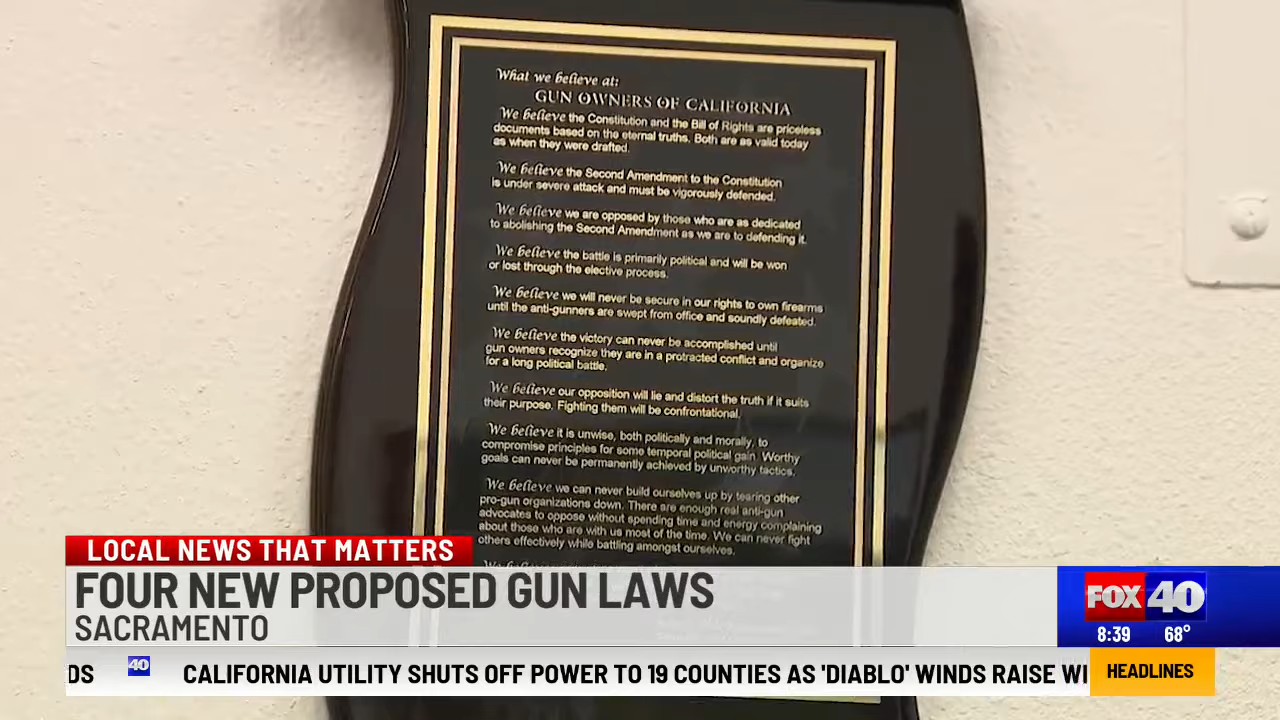 What we believe at:
GUN OWNERS OF CALIFORNIA
We believe the Constitution and the Bill of Rights are priceless
documents based on the eternal truths. Both are as valid today
as when they were drafted.
We believe the Second Amendment to the Constitution
is under severe attack and must be vigorously defended.
We believe we are opposed by those who are as dedicated
to abolishing the Second Amendment as we are to defending it.
We believe the battle is primarily political and will be won
or lost through the elective process.
We believe we will never be secure in our rights to own firearms
until the anti-gunners are swept from office and soundly defeated.
We believe the victory can never be accomplished until
gun owners recognize they are in a protracted conflict and organize
for a long political battle.
We believe our opposition will lie and distort the truth if it suits
their purpose. Fighting them will be confrontational.
We believe it is unwise, both politically and morally, to
compromise principles for some temporal political gain. Worthy
goals can never be permanently achieved by unworthy tactics.
We believe we can never build ourselves up by tearing other
pro-gun organizations down. There are enough real anti-gun
advocates to oppose without spending time and energy complaining
about those who are with us most of the time. We can never fight
others effectively while battling amongst ourselves.
LOCAL NEWS THAT MATTERS
FOUR NEW PROPOSED GUN LAWS
SACRAMENTO
FOX 40
8:39 68°
DS 40 CALIFORNIA UTILITY SHUTS OFF POWER TO 19 COUNTIES AS 'DIABLO' WINDS RAISE WI
HEADLINES